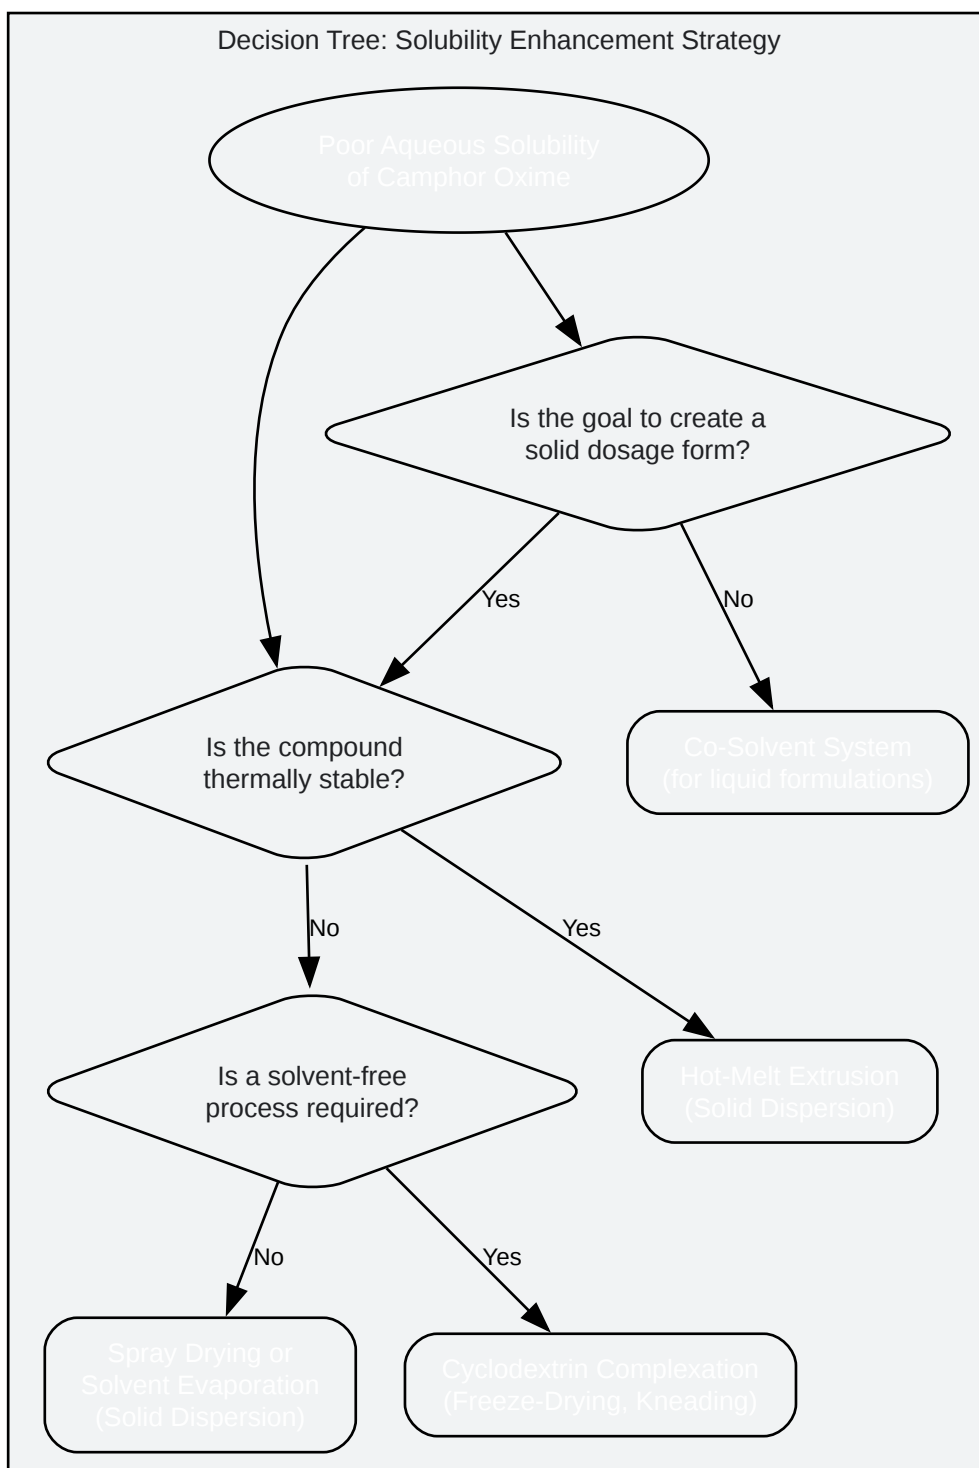 Decision Tree: Solubility Enhancement Strategy
Poor Aqueous Solubility
of Camphor Oxime
Is the goal to create a
solid dosage form?
Yes
No
Is the compound
thermally stable?
Co-Solvent System
(for liquid formulations)
No
Yes
Is a solvent-free
process required?
Hot-Melt Extrusion
(Solid Dispersion)
No
Yes
Spray Drying or
Solvent Evaporation
(Solid Dispersion)
Cyclodextrin Complexation
(Freeze-Drying, Kneading)